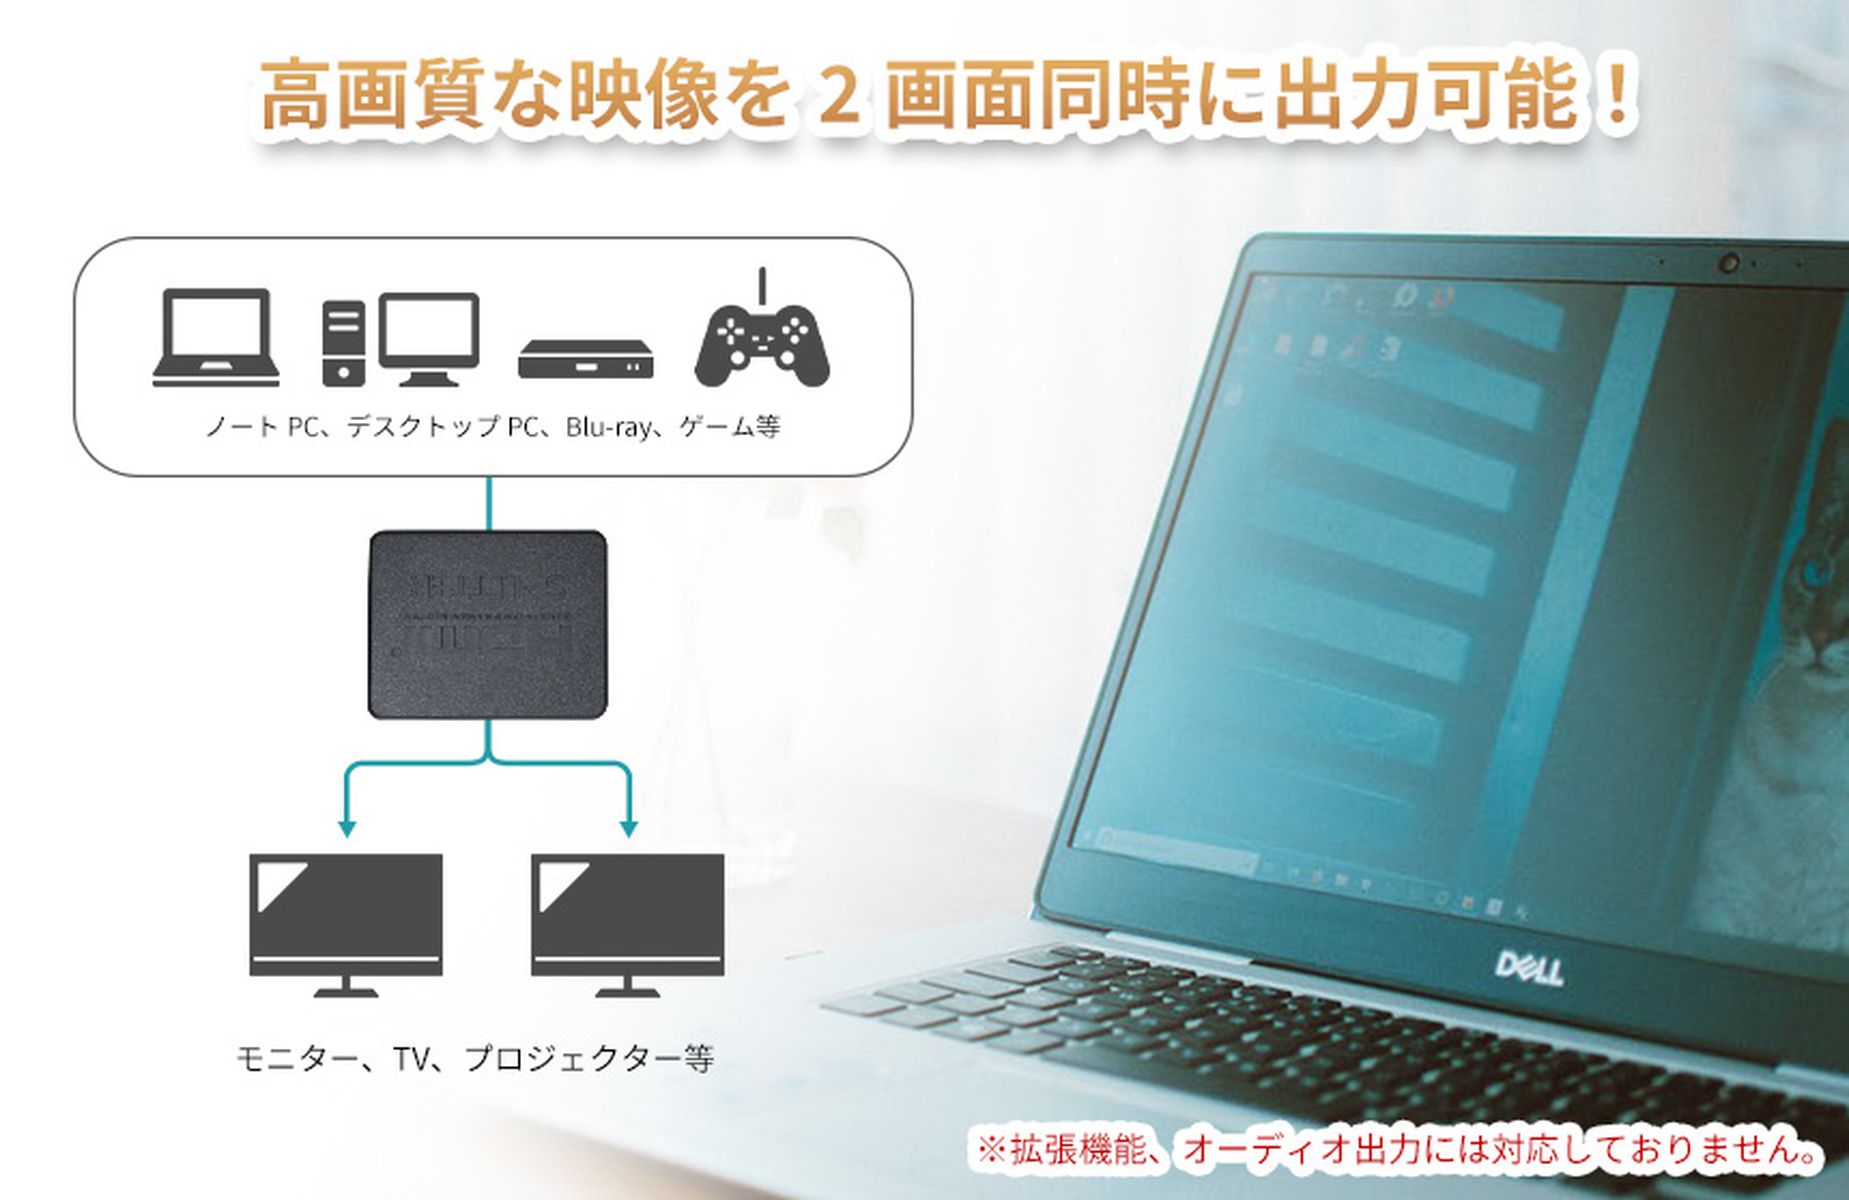 高画質な映像を 2 画面同時に出力可能！
ノート PC、デスクトップ PC、Blu-ray、ゲーム等
モニター、TV、プロジェクター等
DELL
※拡張機能、オーディオ出力には対応しておりません。